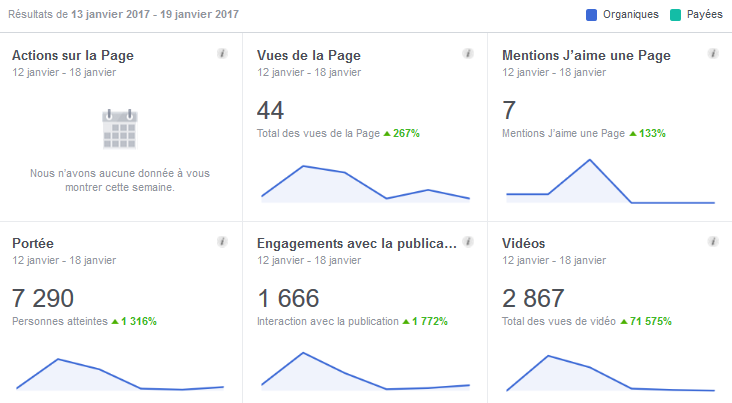 Résultats de 13 janvier 2017 - 19 janvier 2017
Organiques
Payées
Actions sur la Page
12 janvier - 18 janvier
Nous n'avons aucune donnée à vous
montrer cette semaine.
Vues de la Page
12 janvier - 18 janvier
44
Total des vues de la Page 267%
Mentions J'aime une Page
12 janvier - 18 janvier
7
Mentions J'aime une Page 133%
Portée
12 janvier - 18 janvier
7 290
Personnes atteintes 1 316%
Engagements avec la publica...
12 janvier - 18 janvier
1 666
Interaction avec la publication 1 772%
Vidéos
12 janvier - 18 janvier
2 867
Total des vues de vidéo 71 575%